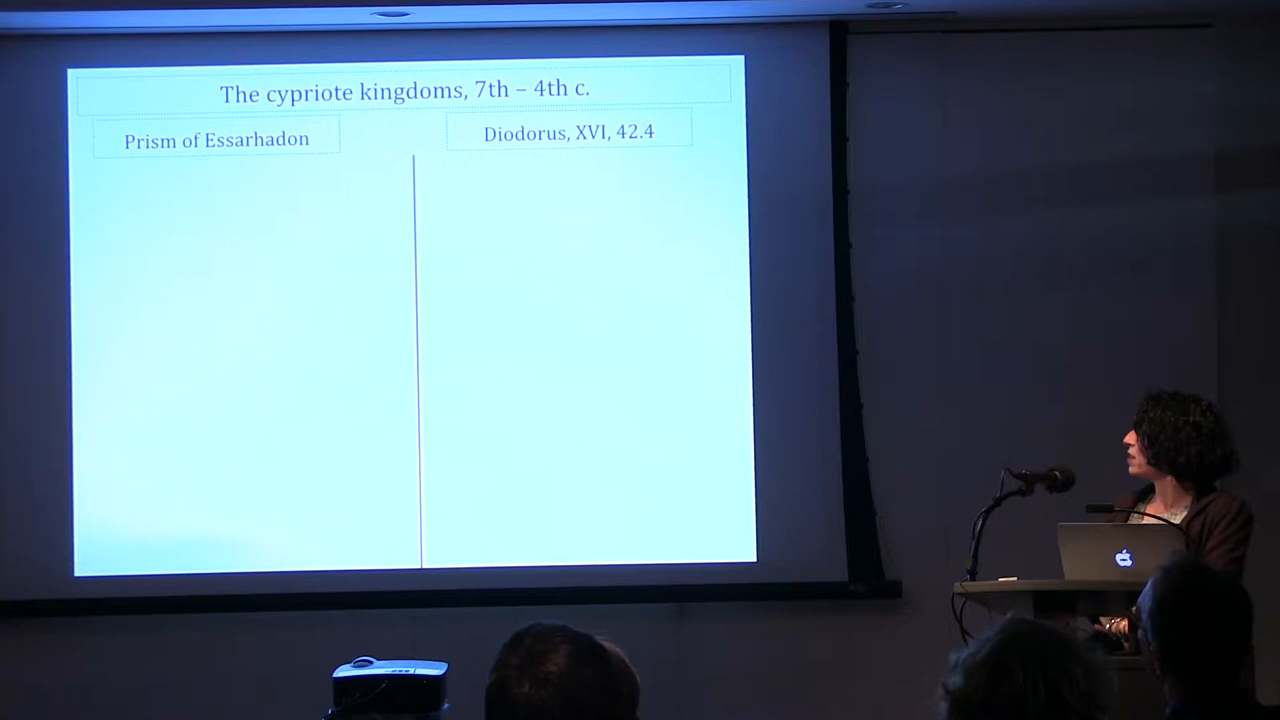 The cypriote kingdoms, 7th – 4th c.
Prism of Essarhadon
Diodorus, XVI, 42.4